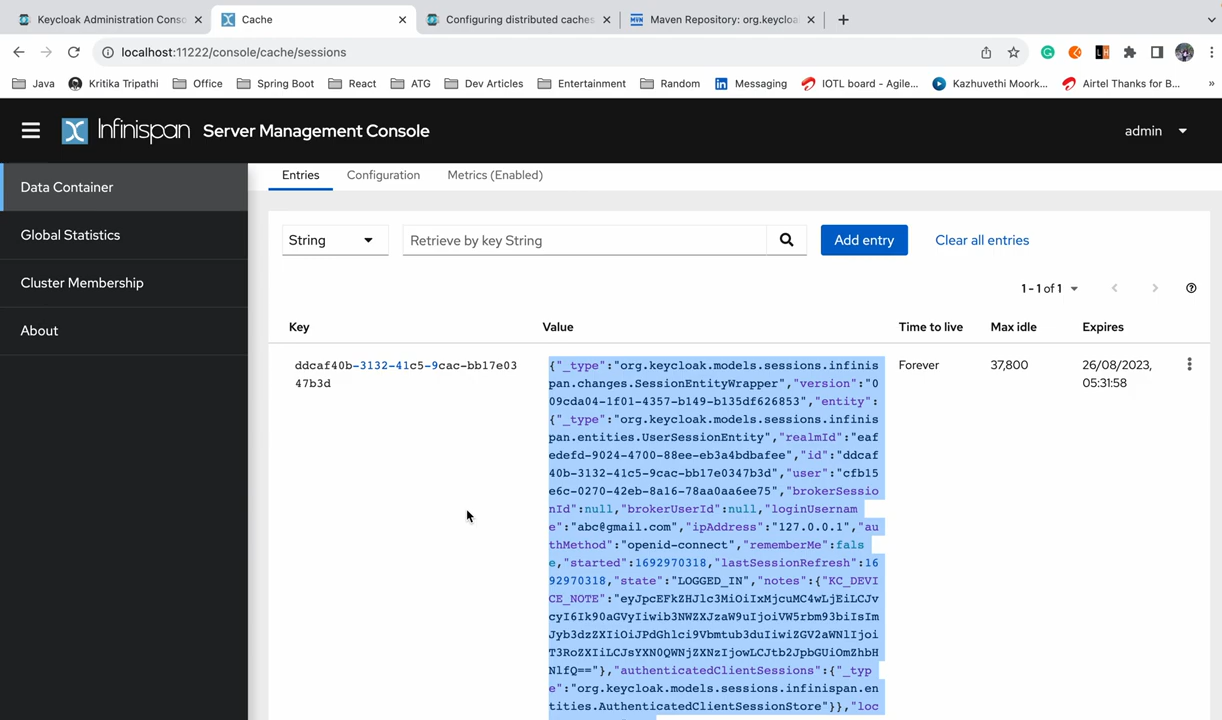 Keycloak Administration Conso
Cache
Configuring distributed caches
MVN
Maven Repository: org.keycloa
localhost:11222/console/cache/sessions
Java
Kritika Tripathi
Office
Spring Boot
React
ATG
Dev Articles
Entertainment
Random
Messaging
IOTL board - Agile...
Kazhuvethi Moork...
Airtel Thanks for B...
»
Infinispan Server Management Console
admin
Data Container
Global Statistics
Cluster Membership
About
Entries
Configuration
Metrics (Enabled)
String
Retrieve by key String
Add entry
Clear all entries
1 - 1 of 1
Key
Value
Time to live
Max idle
Expires
ddcaf40b-3132-41c5-9cac-bb17e03
47b3d
{"_type":"org.keycloak.models.sessions.infinis
pan.changes.SessionEntityWrapper","version":"0
09cda04-1f01-4357-b149-b135df626853","entity":
{"_type":"org.keycloak.models.sessions.infinis
pan.entities.UserSessionEntity","realmId":"eaf
edefd-9024-4700-88ee-eb3a4bdbafee","id":"ddcaf
40b-3132-41c5-9cac-bb17e0347b3d","user":"cfb15
e6c-0270-42eb-8a16-78aa0aa6ee75","brokerSessio
nId":null,"brokerUserId":null,"loginUsernam
e":"abc@gmail.com","ipAddress":"127.0.0.1","au
thMethod":"openid-connect","rememberMe":fals
e,"started":1692970318,"lastSessionRefresh":16
92970318,"state":"LOGGED_IN","notes":{"KC_DEVI
CE_NOTE":"eyJpcEFkZHJlc3MiOiIxMjcuMC4wLjEiLCJv
cyI6Ik90aGVyIiwib3NWZXJzaW9uIjoiVW5rbm93biIsIm
Jyb3dzZXIiOiJPdGhlci9Vbmtub3duIiwiZGV2aWNlIjoi
T3RoZXIiLCJsYXN0QWNjZXNzIjowLCJtb2JpbGUiOmZhbH
NlfQ=="},"authenticatedClientSessions":{"_typ
e":"org.keycloak.models.sessions.infinispan.en
tities.AuthenticatedClientSessionStore"}},"loc
Forever
37,800
26/08/2023,
05:31:58